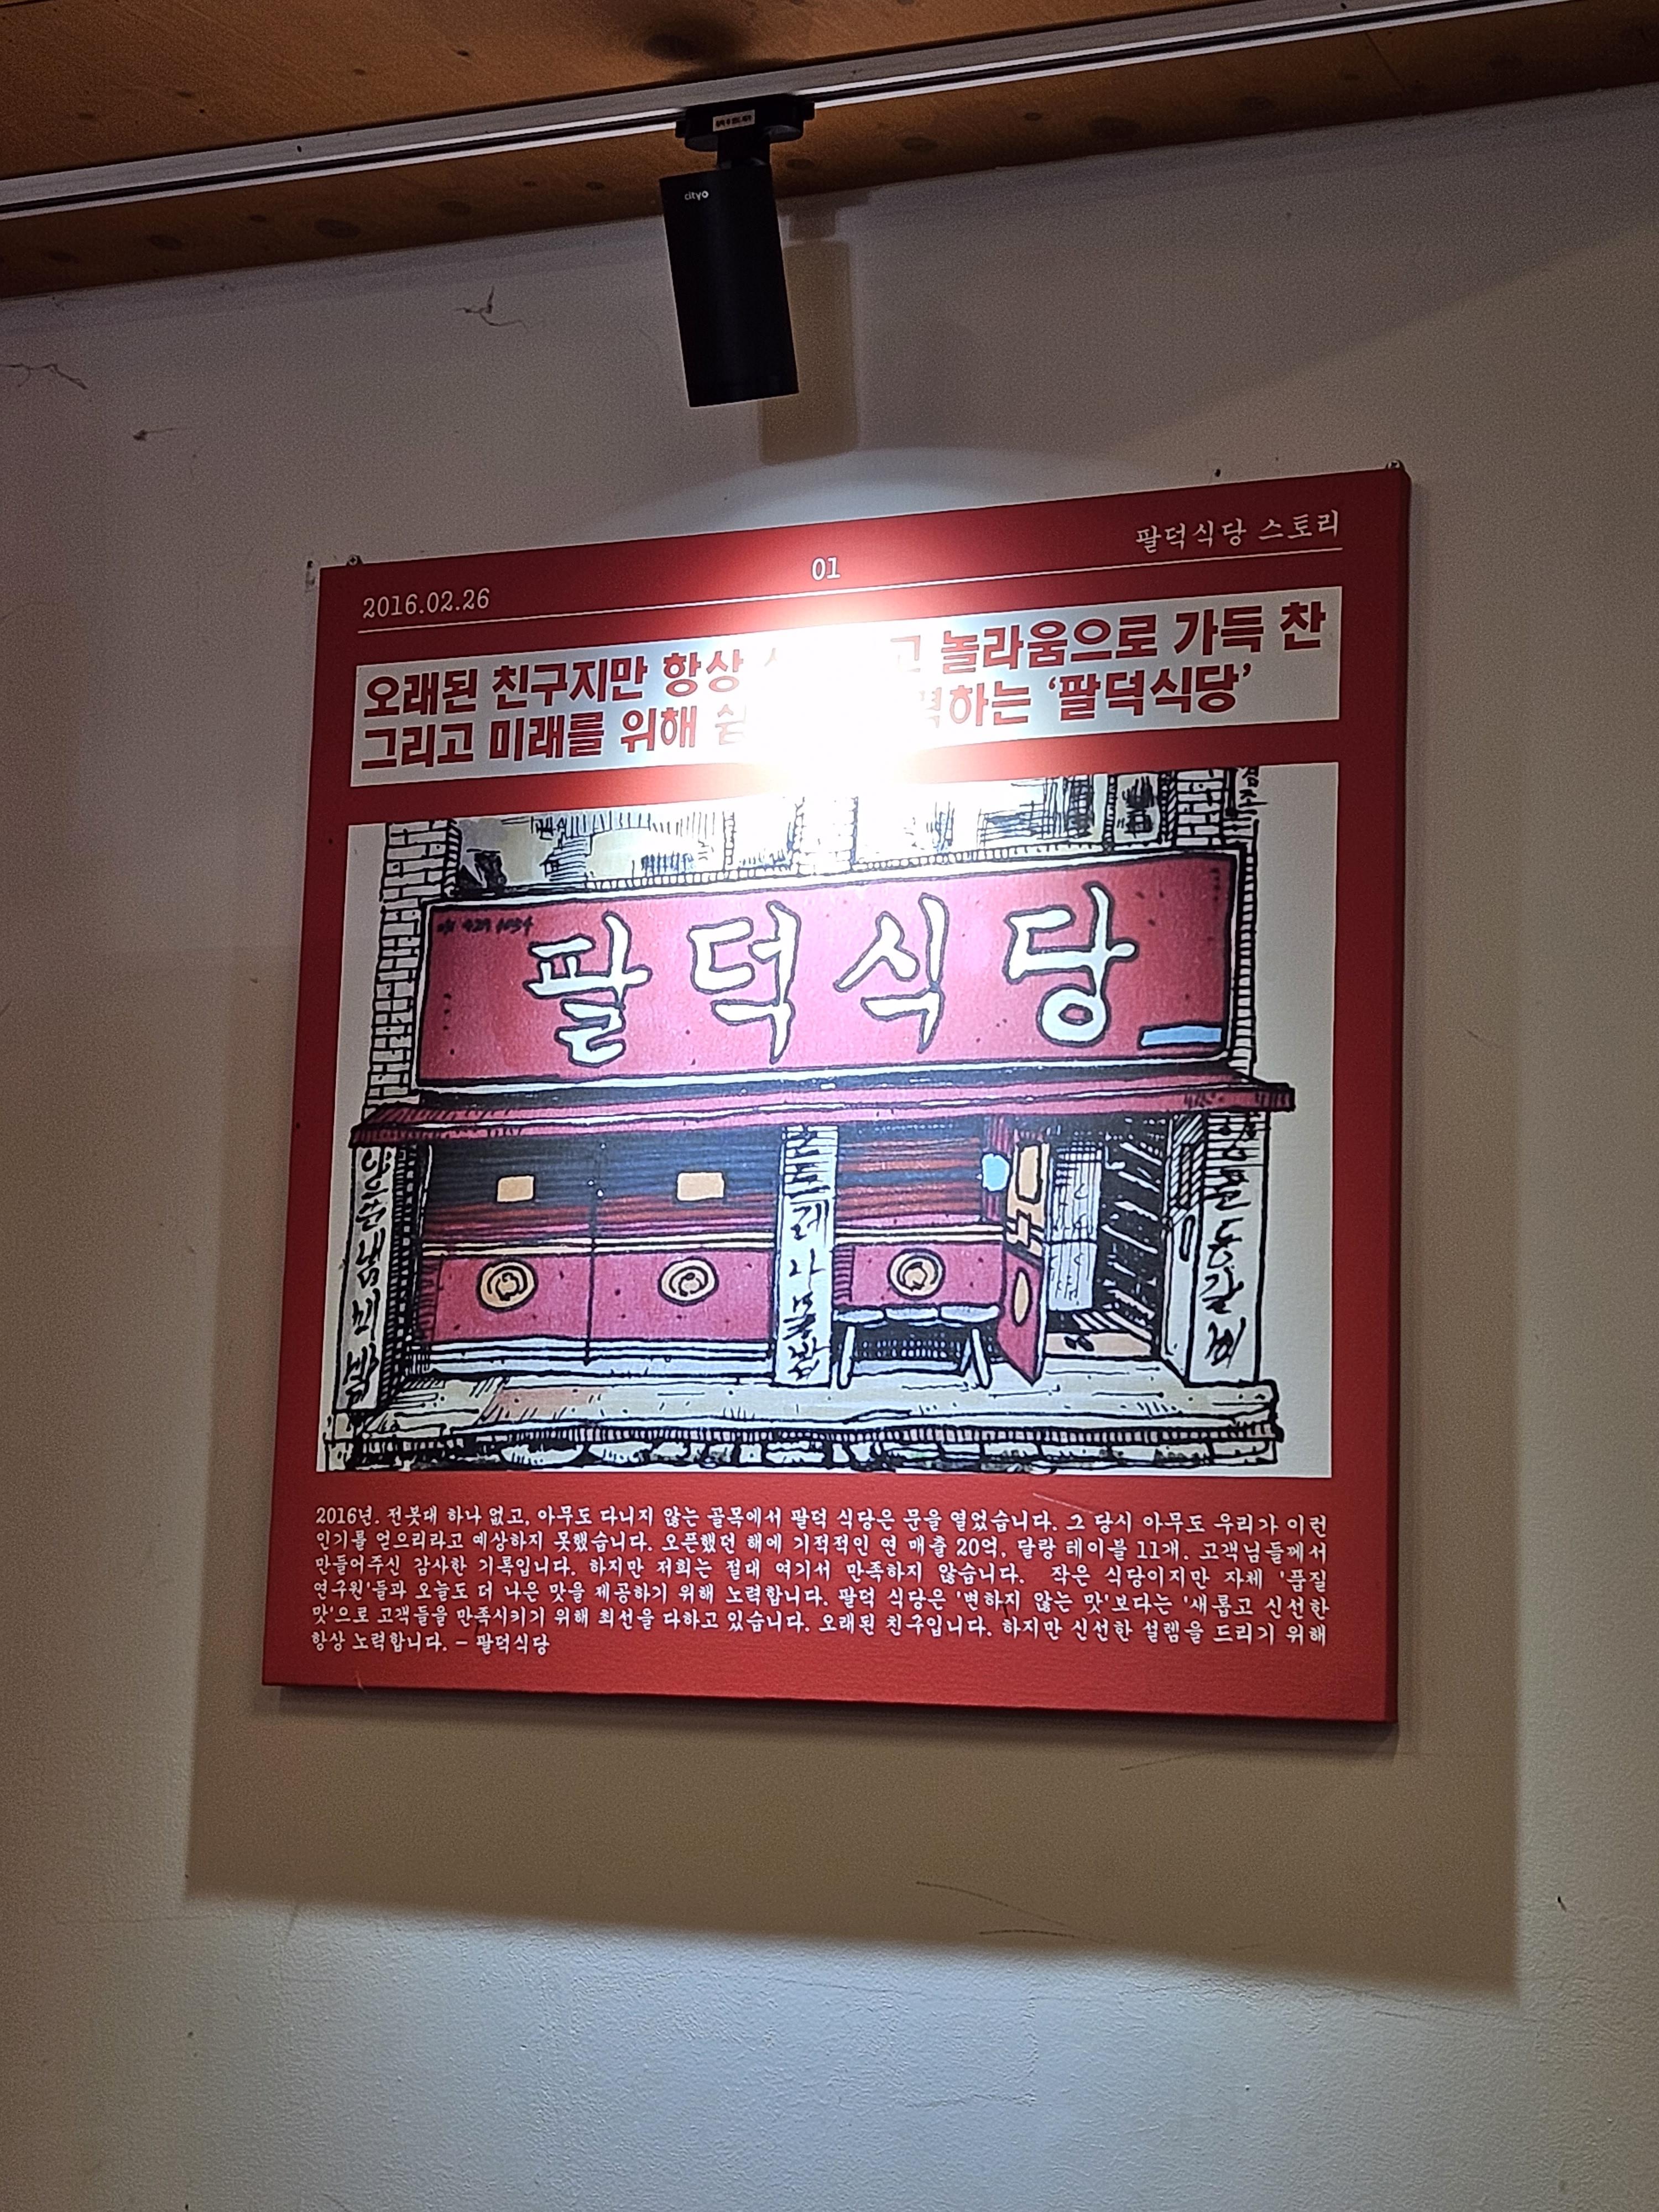 cityo
2016.02.26
01
팔덕식당 스토리
오래된 친구지만 항상 놀라움으로 가득 찬
그리고 미래를 위해 하는 '팔덕식당'
팔덕식당
2016년. 전봇대 하나 없고, 아무도 다니지 않는 골목에서 팔덕 식당은 문을 열었습니다. 그 당시 아무도 우리가 이런
인기를 얻으리라고 예상하지 못했습니다. 오픈했던 해에 기적적인 연 매출 20억, 달랑 테이블 11개. 고객님들께서
만들어주신 감사한 기록입니다. 하지만 저희는 절대 여기서 만족하지 않습니다. 작은 식당이지만 자체 '품질
연구원'들과 오늘도 더 나은 맛을 제공하기 위해 노력합니다. 팔덕 식당은 '변하지 않는 맛'보다는 '새롭고 신선한
맛'으로 고객들을 만족시키기 위해 최선을 다하고 있습니다. 오래된 친구입니다. 하지만 신선한 설렘을 드리기 위해
항상 노력합니다. - 팔덕식당